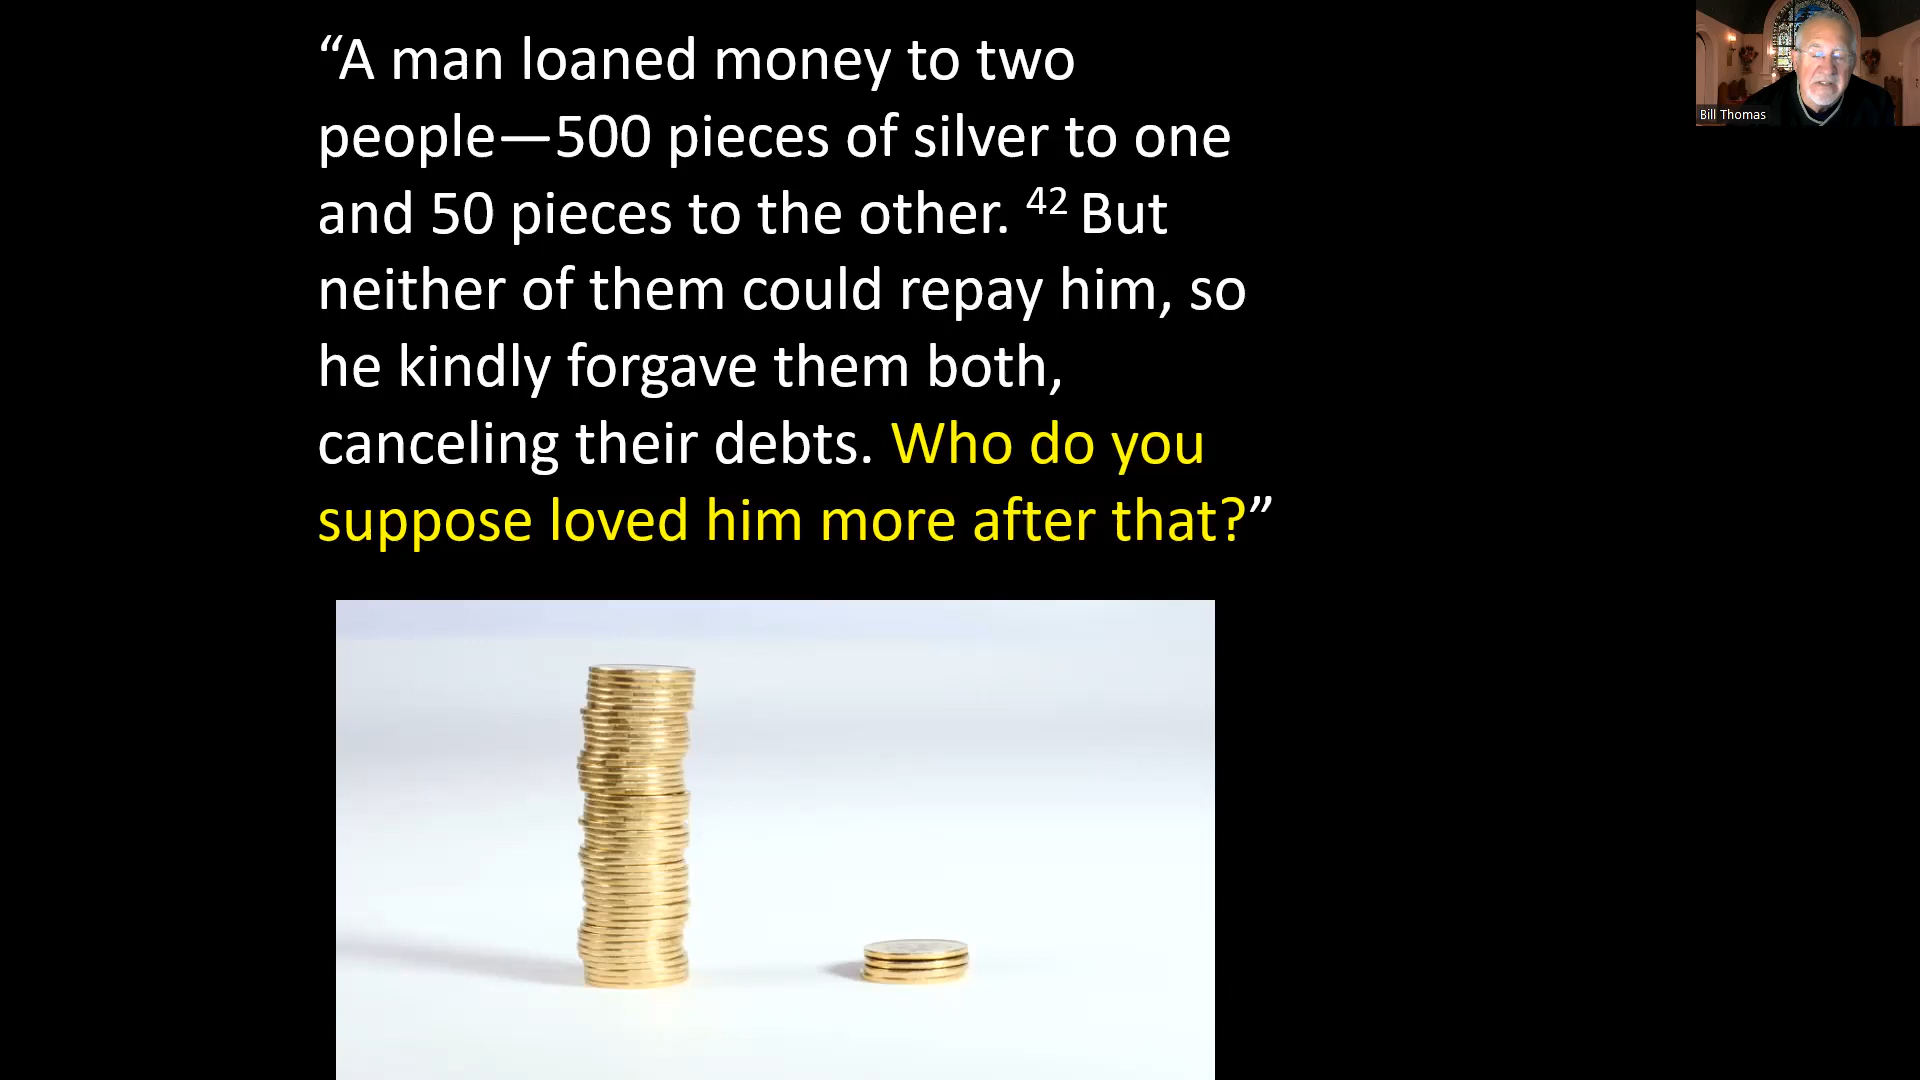 “A man loaned money to two
people—500 pieces of silver to one
and 50 pieces to the other. 42 But
neither of them could repay him, so
he kindly forgave them both,
canceling their debts. Who do you
suppose loved him more after that?”
Bill Thomas